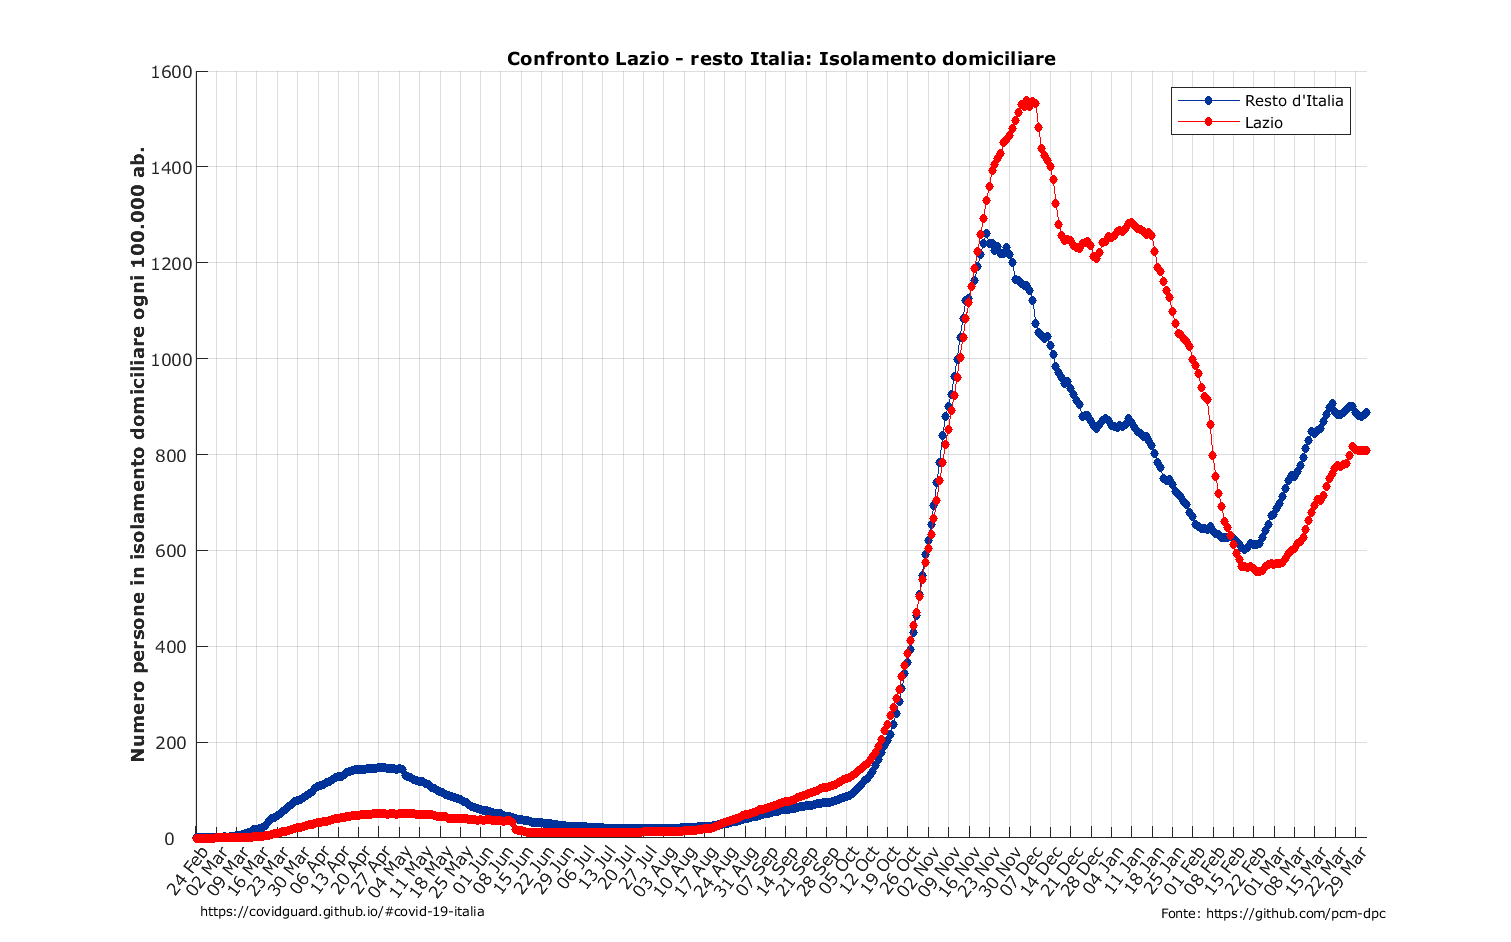 Confronto Lazio - resto Italia: Isolamento domiciliare
Resto d'Italia
Lazio
Numero persone in isolamento domiciliare ogni 100.000 ab.
1600
1400
1200
1000
800
600
400
200
0
24 Feb
02 Mar
09 Mar
16 Mar
23 Mar
30 Mar
06 Apr
13 Apr
20 Apr
27 Apr
04 May
11 May
18 May
25 May
01 Jun
08 Jun
15 Jun
22 Jun
29 Jun
06 Jul
13 Jul
20 Jul
27 Jul
03 Aug
10 Aug
17 Aug
24 Aug
31 Aug
07 Sep
14 Sep
21 Sep
28 Sep
05 Oct
12 Oct
19 Oct
26 Oct
02 Nov
09 Nov
16 Nov
23 Nov
30 Nov
07 Dec
14 Dec
21 Dec
28 Dec
04 Jan
11 Jan
18 Jan
25 Jan
01 Feb
08 Feb
15 Feb
22 Feb
01 Mar
08 Mar
15 Mar
22 Mar
29 Mar
https://covidguard.github.io/#covid-19-italia
Fonte: https://github.com/pcm-dpc